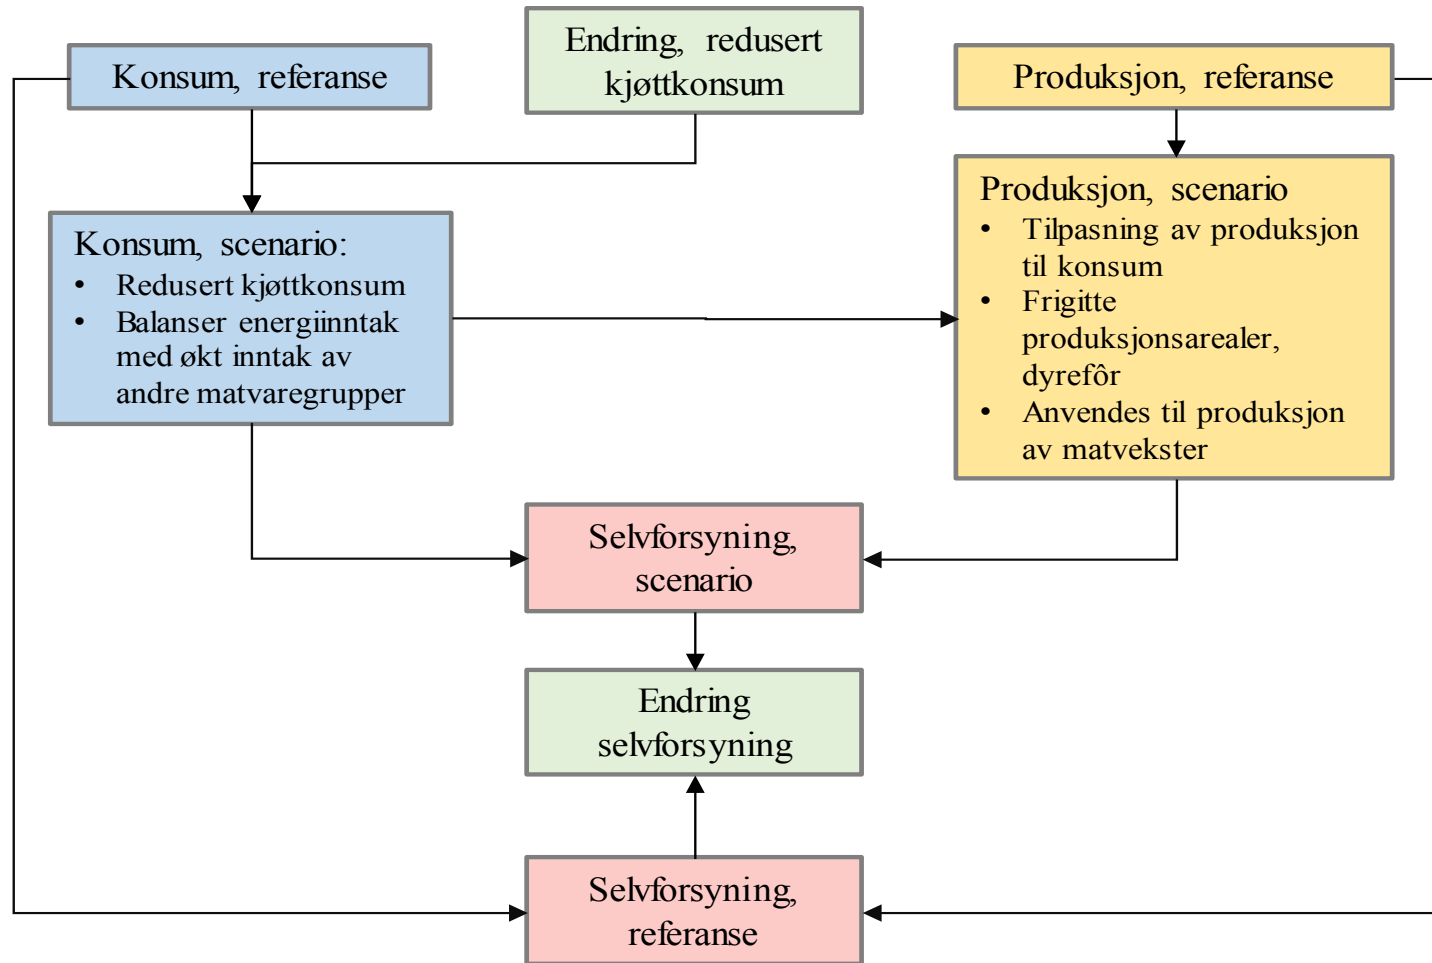 Konsum, referanse
Endring, redusert
kjøttkonsum
Produksjon, referanse
Konsum, scenario:
• Redusert kjøttkonsum
• Balanser energiinntak
med økt inntak av
andre matvaregrupper
Produksjon, scenario
• Tilpasning av produksjon
til konsum
• Frigitte
produksjonsarealer,
dyrefôr
• Anvendes til produksjon
av matvekster
Selvforsyning,
scenario
Endring
selvforsyning
Selvforsyning,
referanse